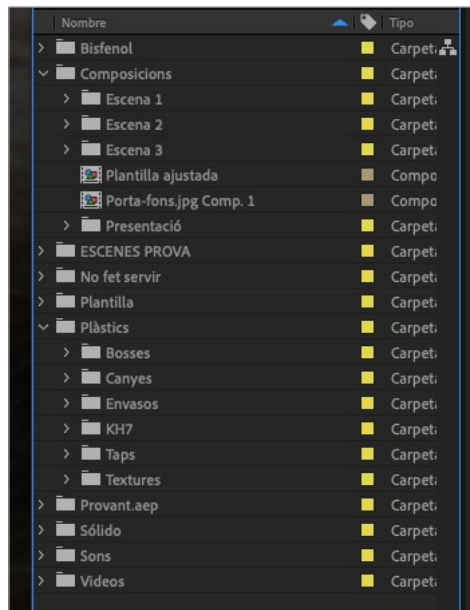 Nombre Tipo
Bisfenol Carpet
Composicions Carpet
Escena 1 Carpet
Escena 2 Carpet
Escena 3 Carpet
Plantilla ajustada Compo
Porta-fons.jpg Comp. 1 Compo
Presentació Carpet
ESCENES PROVA Carpet
No fet servir Carpet
Plantilla Carpet
Plàstics Carpet
Bosses Carpet
Canyes Carpet
Envasos Carpet
KH7 Carpet
Taps Carpet
Textures Carpet
Provant.aep Carpet
Sólido Carpet
Sons Carpet
Videos Carpet